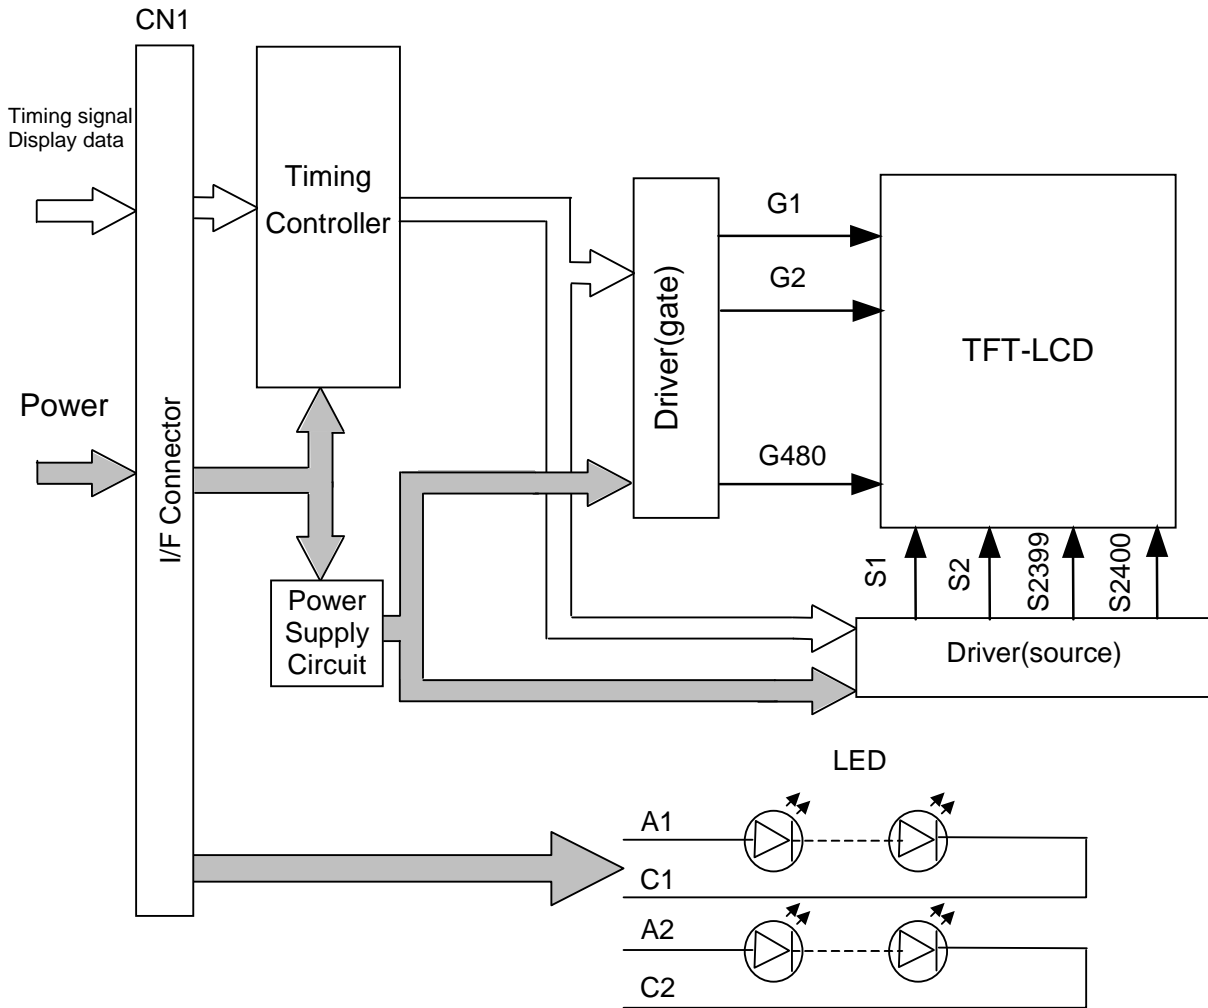 CN1
Timing signal
Display data
Timing
Controller
Power
I/F Connector
Driver(gate)
G1
G2
G480
TFT-LCD
S1
S2
S2399
S2400
Power
Supply
Circuit
Driver(source)
LED
A1
C1
A2
C2